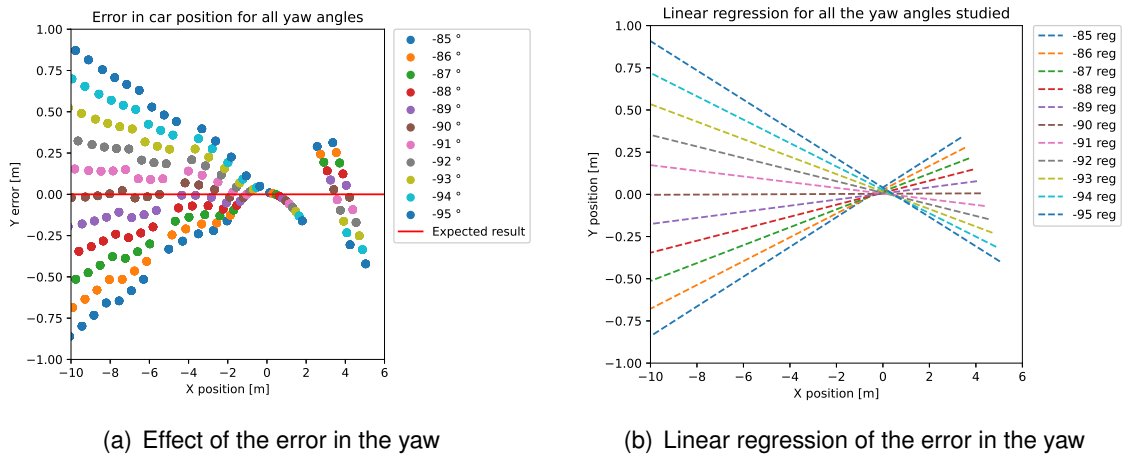 Error in car position for all yaw angles
1.00
0.75
0.50
0.25
0.00
−0.25
−0.50
−0.75
−1.00
Y error [m]
−10 −8 −6 −4 −2 0 2 4 6
X position [m]
-85 °
-86 °
-87 °
-88 °
-89 °
-90 °
-91 °
-92 °
-93 °
-94 °
-95 °
Expected result
(a) Effect of the error in the yaw
Linear regression for all the yaw angles studied
1.00
0.75
0.50
0.25
0.00
−0.25
−0.50
−0.75
−1.00
Y position [m]
−10 −8 −6 −4 −2 0 2 4 6
X position [m]
-85 reg
-86 reg
-87 reg
-88 reg
-89 reg
-90 reg
-91 reg
-92 reg
-93 reg
-94 reg
-95 reg
(b) Linear regression of the error in the yaw